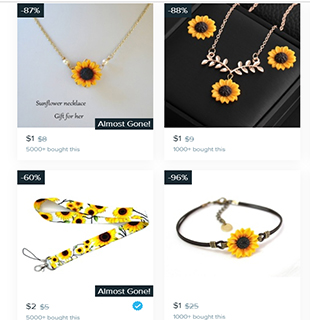 -87%
Sunflower necklace
Gift for her
Almost Gone!
$1 $8
5000+ bought this
-88%
$1 $9
1000+ bought this
-60%
Almost Gone!
$2 $5
5000+ bought this
-96%
$1 $25
1000+ bought this